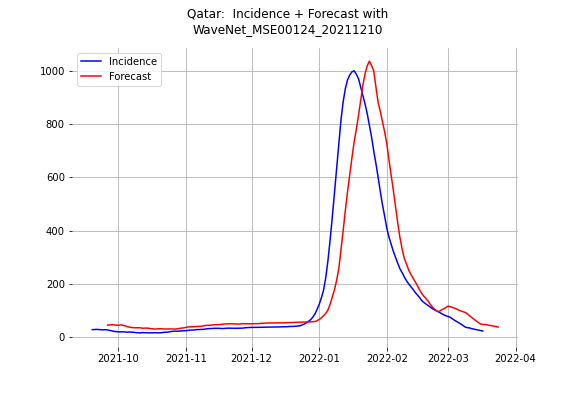 Qatar:  Incidence + Forecast with
WaveNet_MSE00124_20211210
Incidence
Forecast
1000
800
600
400
200
0
2021-10 2021-11 2021-12 2022-01 2022-02 2022-03 2022-04